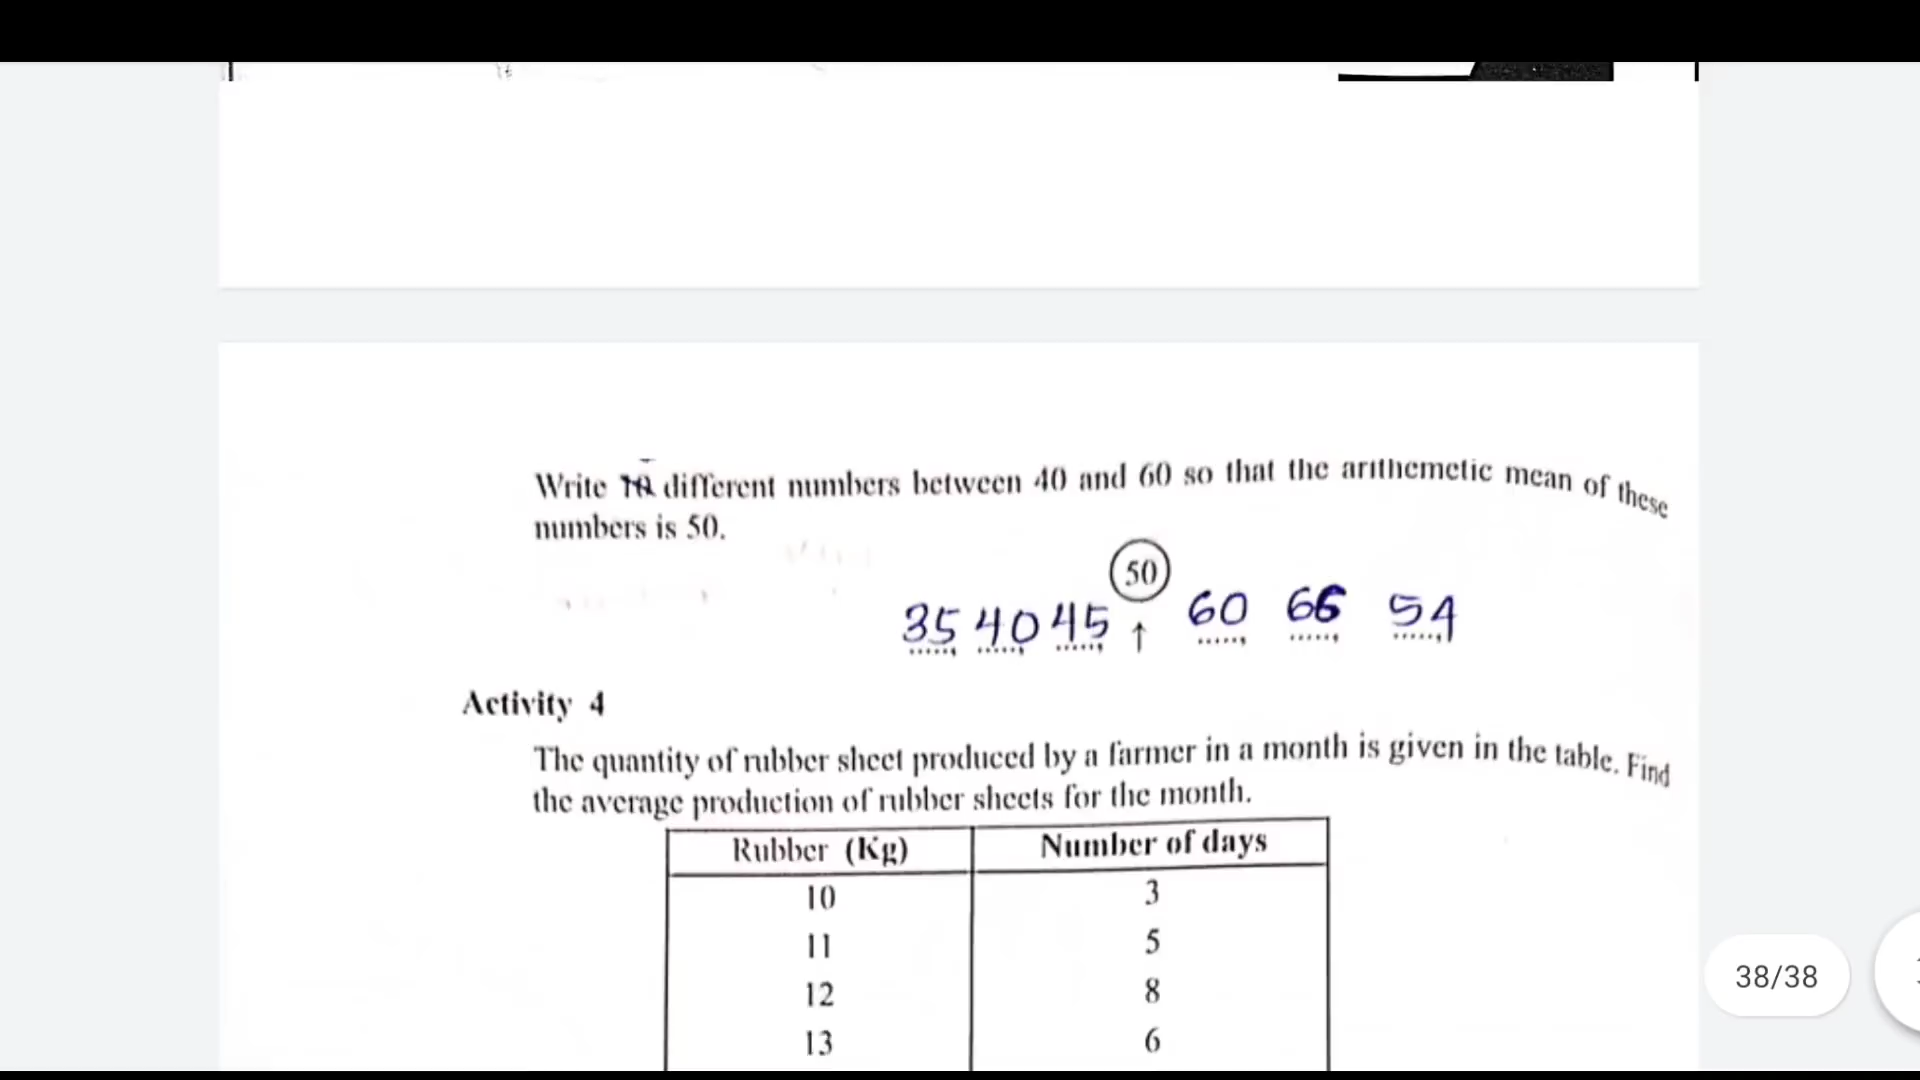 Write different numbers between 40 and 60 so that the arithemetic mean of these
numbers is 50.
50
35 40 45 ↑ 60 66 54
Activity 4
The quantity of rubber sheet produced by a farmer in a month is given in the table. Find
the average production of rubber sheets for the month.
Rubber (Kg) Number of days
10 3
11 5
12 8
13 6
38/38